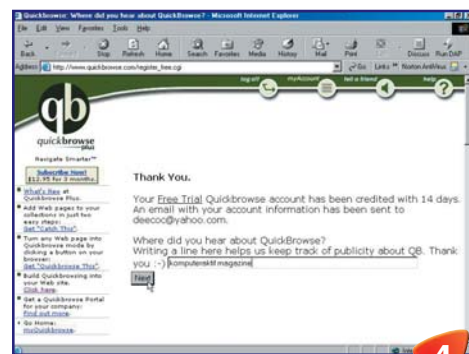 Quickbrowse: Where did you hear about QuickBrowse? - Microsoft Internet Explorer
File Edit View Favorites Tools Help
Back Stop Refresh Home Search Favorites Media History Mail Print Discuss Run DAP
Address http://www.quickbrowse.com/register_free.cgi Go Links Norton AntiVirus
log off myAccount tell a friend help
qb
quickbrowse
plus
Navigate Smarter™
Subscribe Now!
$12.95 for 3 months.
What's New at
Quickbrowse Plus.
Add Web pages to your
collections in just two
easy steps:
Get "Catch This".
Turn any Web page into
Quickbrowse mode by
clicking a button on your
browser:
Get "Quickbrowse This".
Build Quickbrowsing into
your Web site.
Click here.
Get a Quickbrowse Portal
for your company:
Find out more.
Go Home:
myQuickbrowse.
Thank You.
Your Free Trial Quickbrowse account has been credited with 14 days.
An email with your account information has been sent to
deecoc@yahoo.com.
Where did you hear about QuickBrowse?
Writing a line here helps us keep track of publicity about QB. Thank
you :-) komputeraktif magazine
Next
4